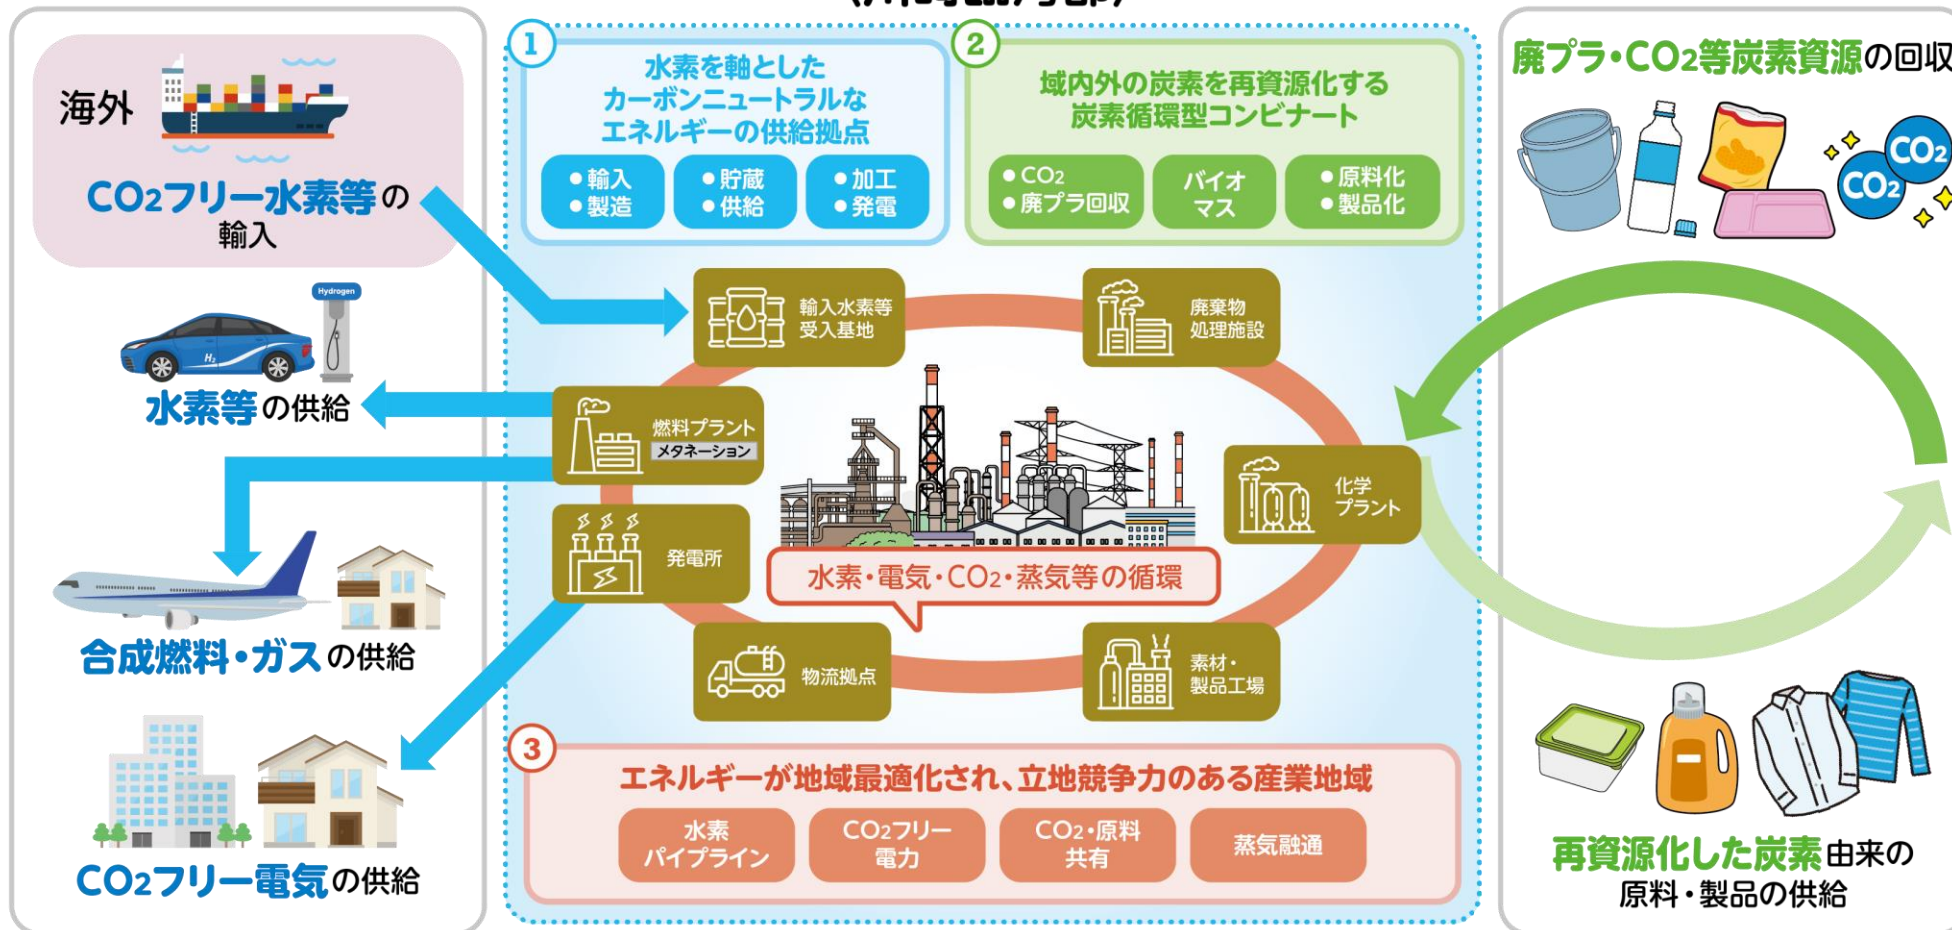 海外
CO2フリー水素等の
輸入
Hydrogen
H2
水素等の供給
合成燃料・ガスの供給
CO2フリー電気の供給
1
水素を軸とした
カーボンニュートラルな
エネルギーの供給拠点
●輸入
●製造
●貯蔵
●供給
●加工
●発電
2
域内外の炭素を再資源化する
炭素循環型コンビナート
●CO2
●廃プラ回収
バイオ
マス
●原料化
●製品化
輸入水素等
受入基地
廃棄物
処理施設
燃料プラント
メタネーション
化学
プラント
発電所
水素・電気・CO2・蒸気等の循環
物流拠点
素材・
製品工場
3
エネルギーが地域最適化され、立地競争力のある産業地域
水素
パイプライン
CO2フリー
電力
CO2・原料
共有
蒸気融通
廃プラ・CO2等炭素資源の回収
CO2
CO2
再資源化した炭素由来の
原料・製品の供給